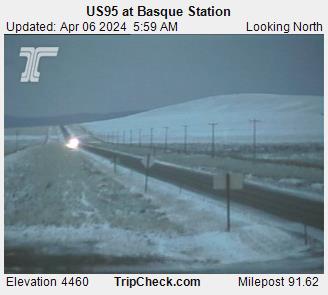 US95 at Basque Station
Updated: Apr 06 2024 5:59 AM Looking North
Elevation 4460 TripCheck.com Milepost 91.62